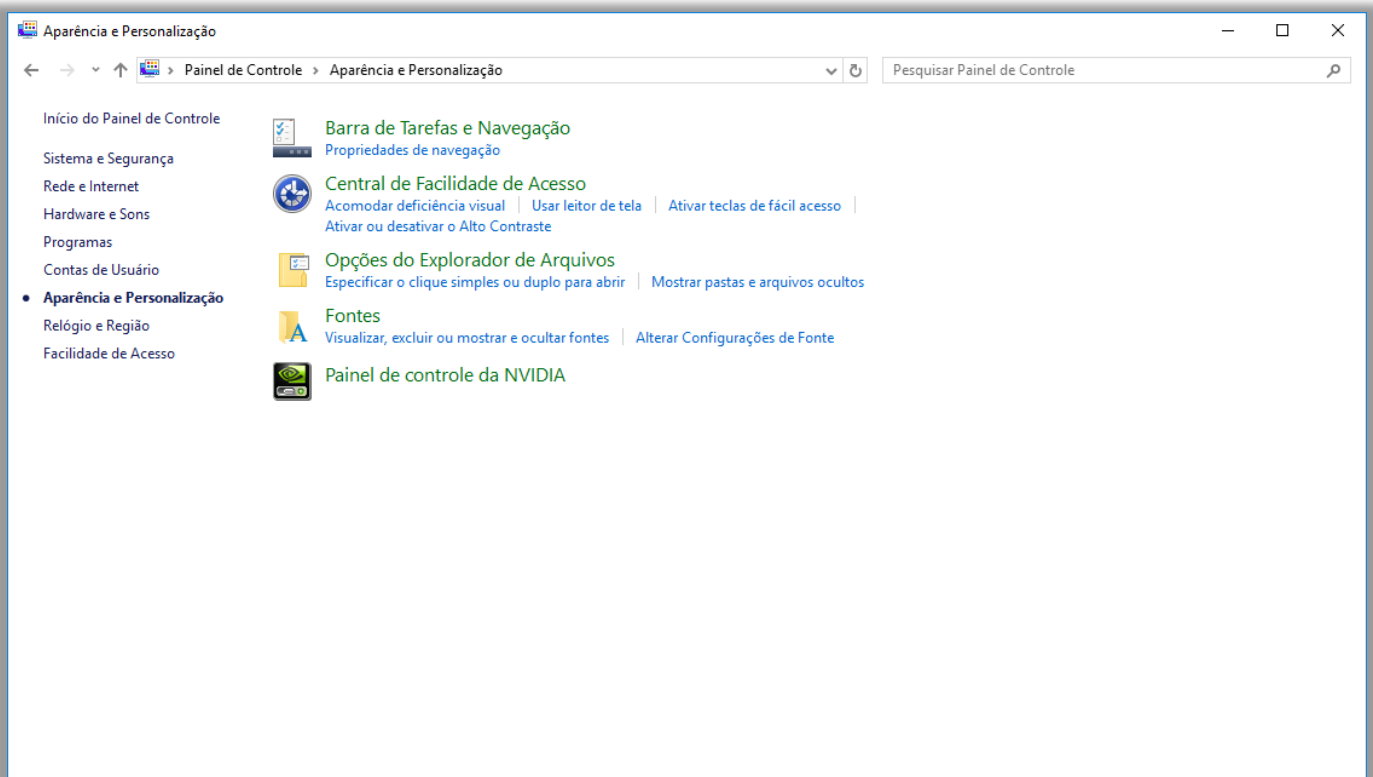 Aparência e Personalização
Painel de Controle > Aparência e Personalização
Pesquisar Painel de Controle
Início do Painel de Controle
Sistema e Segurança
Rede e Internet
Hardware e Sons
Programas
Contas de Usuário
Aparência e Personalização
Relógio e Região
Facilidade de Acesso
Barra de Tarefas e Navegação
Propriedades de navegação
Central de Facilidade de Acesso
Acomodar deficiência visual | Usar leitor de tela | Ativar teclas de fácil acesso |
Ativar ou desativar o Alto Contraste
Opções do Explorador de Arquivos
Especificar o clique simples ou duplo para abrir | Mostrar pastas e arquivos ocultos
Fontes
Visualizar, excluir ou mostrar e ocultar fontes | Alterar Configurações de Fonte
Painel de controle da NVIDIA